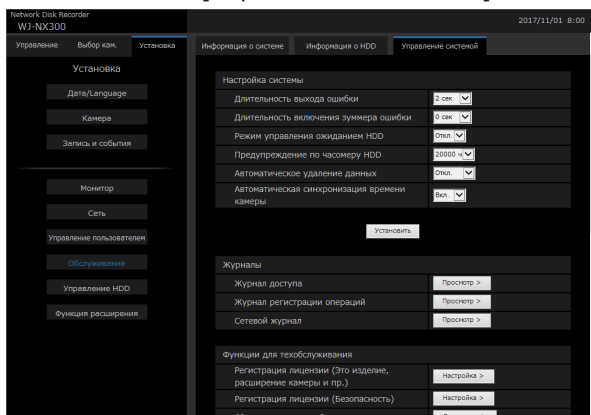 Network Disk Recorder
WJ-NX300
2017/11/01 8:00
Управление Выбор кам. Установка
Информация о системе Информация о HDD Управление системой
Установка
Дата/Language
Камера
Запись и события
Монитор
Сеть
Управление пользователем
Обслуживание
Управление HDD
Функция расширения
Настройка системы
Длительность выхода ошибки 2 сек
Длительность включения зуммера ошибки 0 сек
Режим управления ожиданием HDD Откл.
Предупреждение по часомеру HDD 20000 ч
Автоматическое удаление данных Откл.
Автоматическая синхронизация времени
камеры Вкл.
Установить
Журналы
Журнал доступа Просмотр >
Журнал регистрации операций Просмотр >
Сетевой журнал Просмотр >
Функции для техобслуживания
Регистрация лицензии (Это изделие,
расширение камеры и пр.) Настройка >
Регистрация лицензии (Безопасность) Настройка >